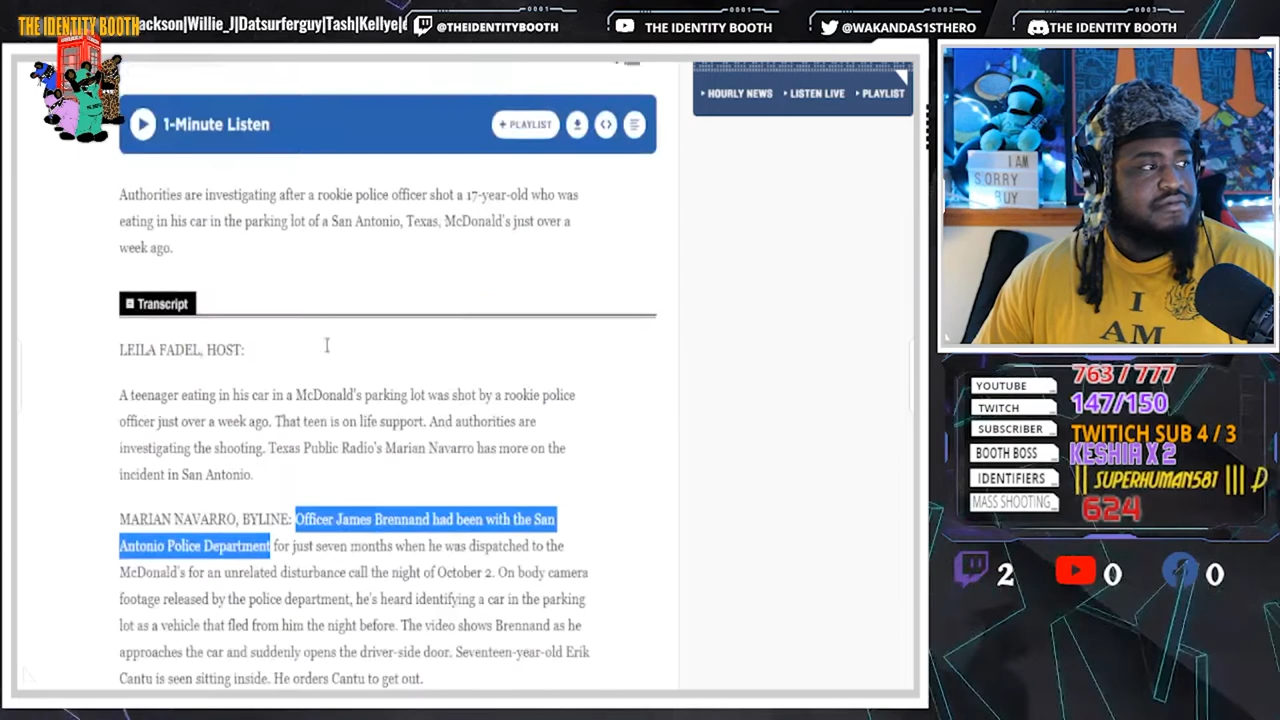 THE IDENTITY BOOTH
ackson|Willie_J|Datsurferguy|Tash|Kellye|
@THEIDENTITYBOOTH
THE IDENTITY BOOTH
@WAKANDAS1STHERO
THE IDENTITY BOOTH
0001
0001
0002
0003
HOURLY NEWS
LISTEN LIVE
PLAYLIST
1-Minute Listen
+ PLAYLIST
Authorities are investigating after a rookie police officer shot a 17-year-old who was
eating in his car in the parking lot of a San Antonio, Texas, McDonald's just over a
week ago.
Transcript
LEILA FADEL, HOST:
A teenager eating in his car in a McDonald's parking lot was shot by a rookie police
officer just over a week ago. That teen is on life support. And authorities are
investigating the shooting. Texas Public Radio's Marian Navarro has more on the
incident in San Antonio.
MARIAN NAVARRO, BYLINE: Officer James Brennand had been with the San
Antonio Police Department for just seven months when he was dispatched to the
McDonald's for an unrelated disturbance call the night of October 2. On body camera
footage released by the police department, he's heard identifying a car in the parking
lot as a vehicle that fled from him the night before. The video shows Brennand as he
approaches the car and suddenly opens the driver-side door. Seventeen-year-old Erik
Cantu is seen sitting inside. He orders Cantu to get out.
I AM
SORRY
BUY
I
AM
YOUTUBE 763 / 777
TWITCH 147/150
SUBSCRIBER TWITICH SUB 4 / 3
BOOTH BOSS KESHIA X 2
IDENTIFIERS || SUPERHUMAN581 |||
MASS SHOOTING 624
2
0
0